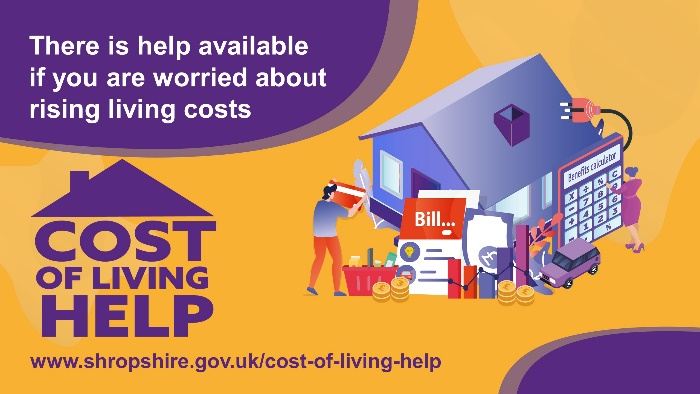 There is help available
if you are worried about
rising living costs
COST
OF LIVING
HELP
www.shropshire.gov.uk/cost-of-living-help
Bill...
Benefits calculator